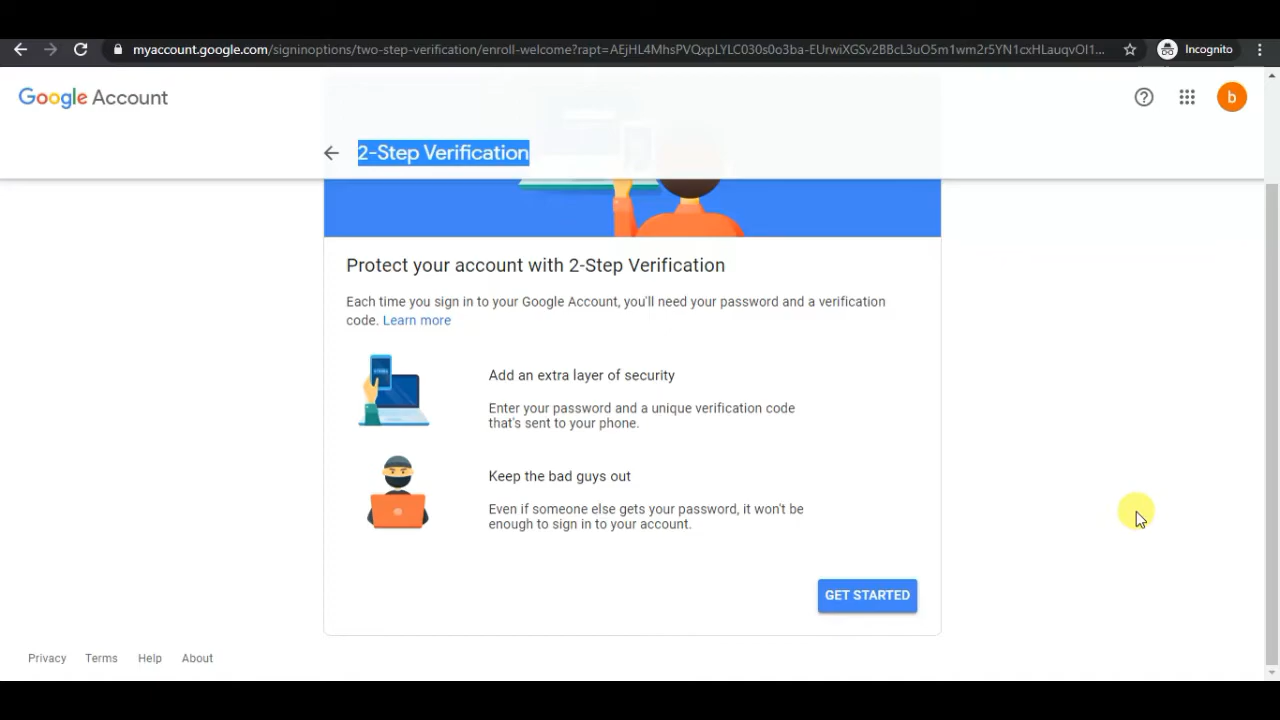 myaccount.google.com/signinoptions/two-step-verification/enroll-welcome?rapt=AEjHL4MhsPVQxpLYLC030s0o3ba-EUrwiXGSv2BBcL3uO5m1wm2r5YN1cxHLauqvOl1...
Incognito
Google Account
b
2-Step Verification
Protect your account with 2-Step Verification
Each time you sign in to your Google Account, you'll need your password and a verification
code. Learn more
Add an extra layer of security
Enter your password and a unique verification code
that's sent to your phone.
Keep the bad guys out
Even if someone else gets your password, it won't be
enough to sign in to your account.
GET STARTED
Privacy Terms Help About